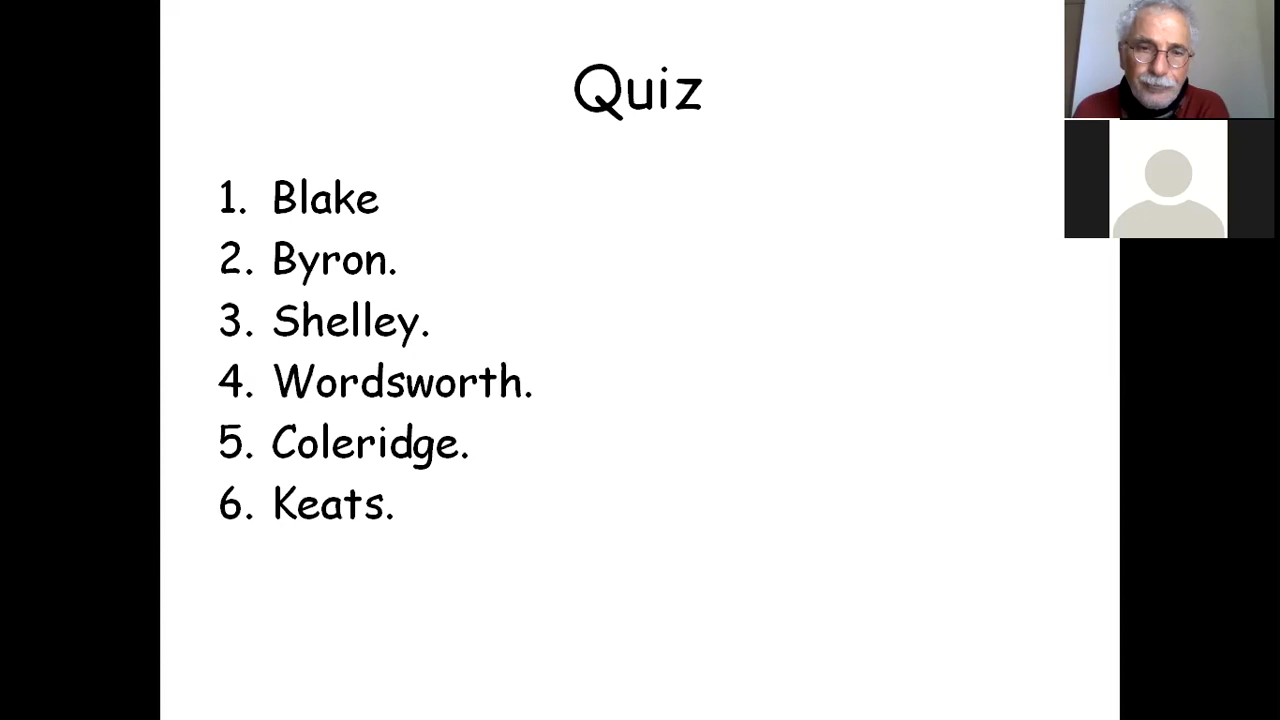 Quiz
1. Blake
2. Byron.
3. Shelley.
4. Wordsworth.
5. Coleridge.
6. Keats.